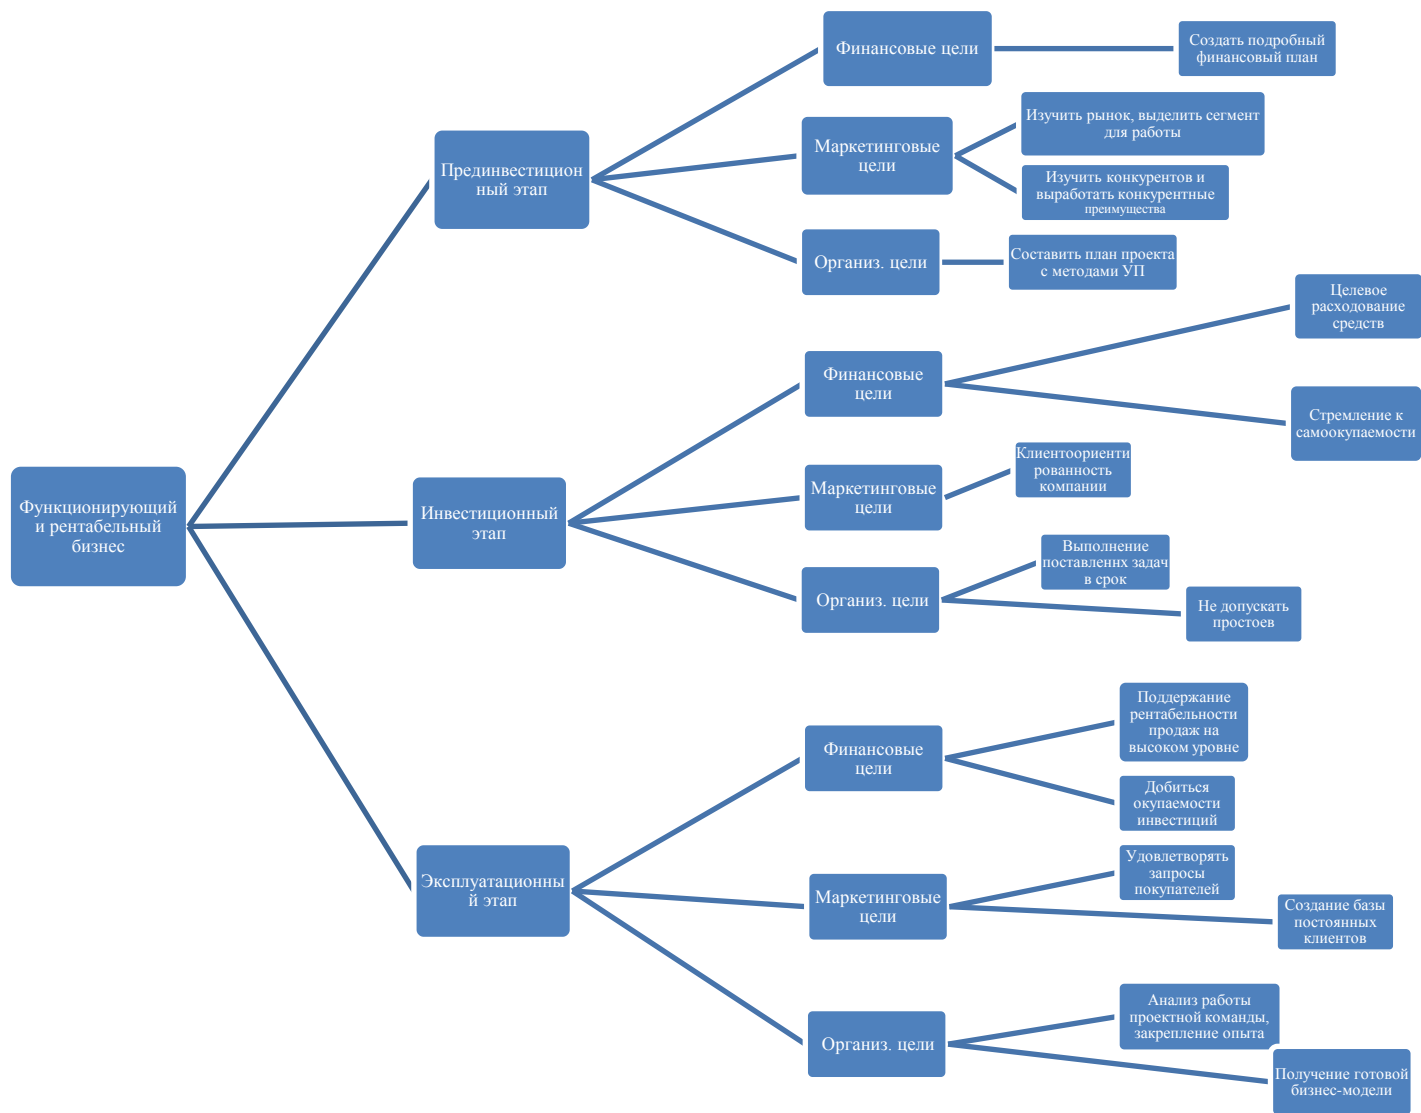 Финансовые цели
Создать подробный
финансовый план
Изучить рынок, выделить сегмент
для работы
Маркетинговые
цели
Прединвестицион
ный этап
Изучить конкурентов и
выработать конкурентные
преимущества
Организ. цели
Составить план проекта
с методами УП
Целевое
расходование
средств
Финансовые
цели
Стремление к
самоокупаемости
Клиентоориенти
рованность
компании
Маркетинговые
цели
Функционирующий
и рентабельный
бизнес
Инвестиционный
этап
Выполнение
поставленнх задач
в срок
Организ. цели
Не допускать
простоев
Поддержание
рентабельности
продаж на
высоком уровне
Финансовые
цели
Добиться
окупаемости
инвестиций
Удовлетворять
запросы
покупателей
Эксплуатационны
й этап
Маркетинговые
цели
Создание базы
постоянных
клиентов
Анализ работы
проектной команды,
закрепление опыта
Организ. цели
Получение готовой
бизнес-модели